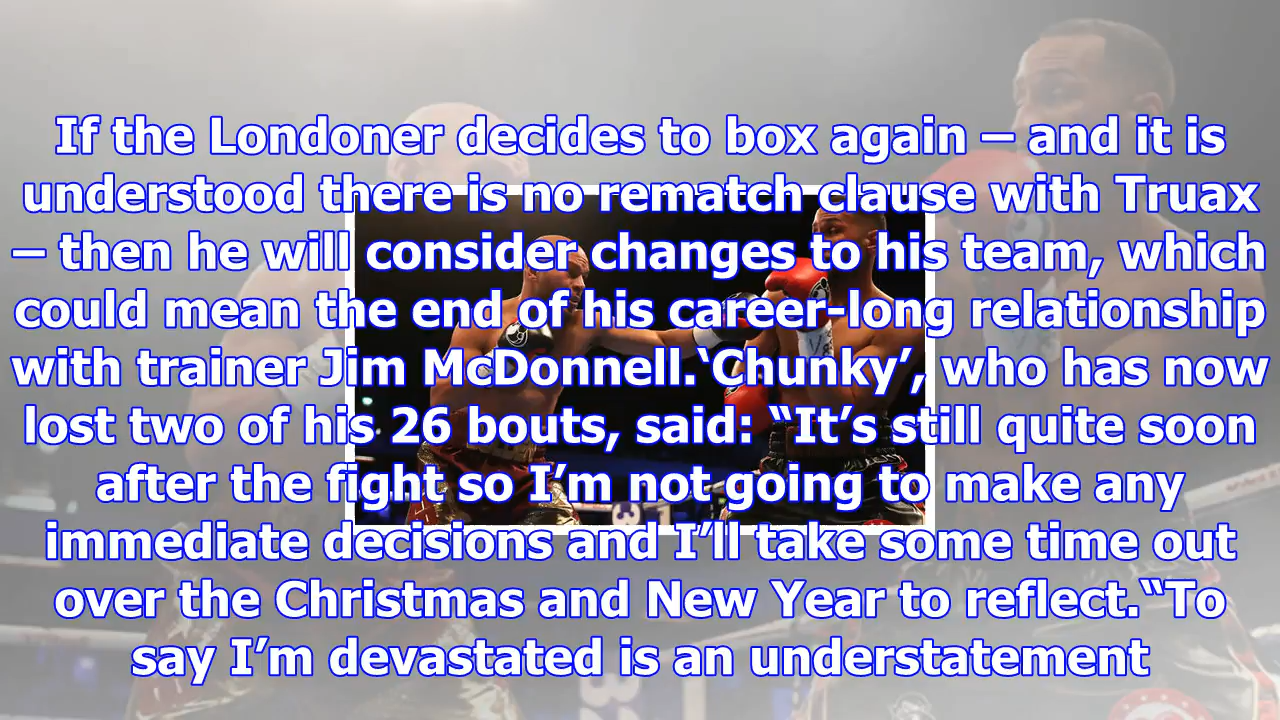 If the Londoner decides to box again – and it is
understood there is no rematch clause with Truax
– then he will consider changes to his team, which
could mean the end of his career-long relationship
with trainer Jim McDonnell.‘Chunky’, who has now
lost two of his 26 bouts, said: “It’s still quite soon
after the fight so I’m not going to make any
immediate decisions and I’ll take some time out
over the Christmas and New Year to reflect.“To
say I’m devastated is an understatement